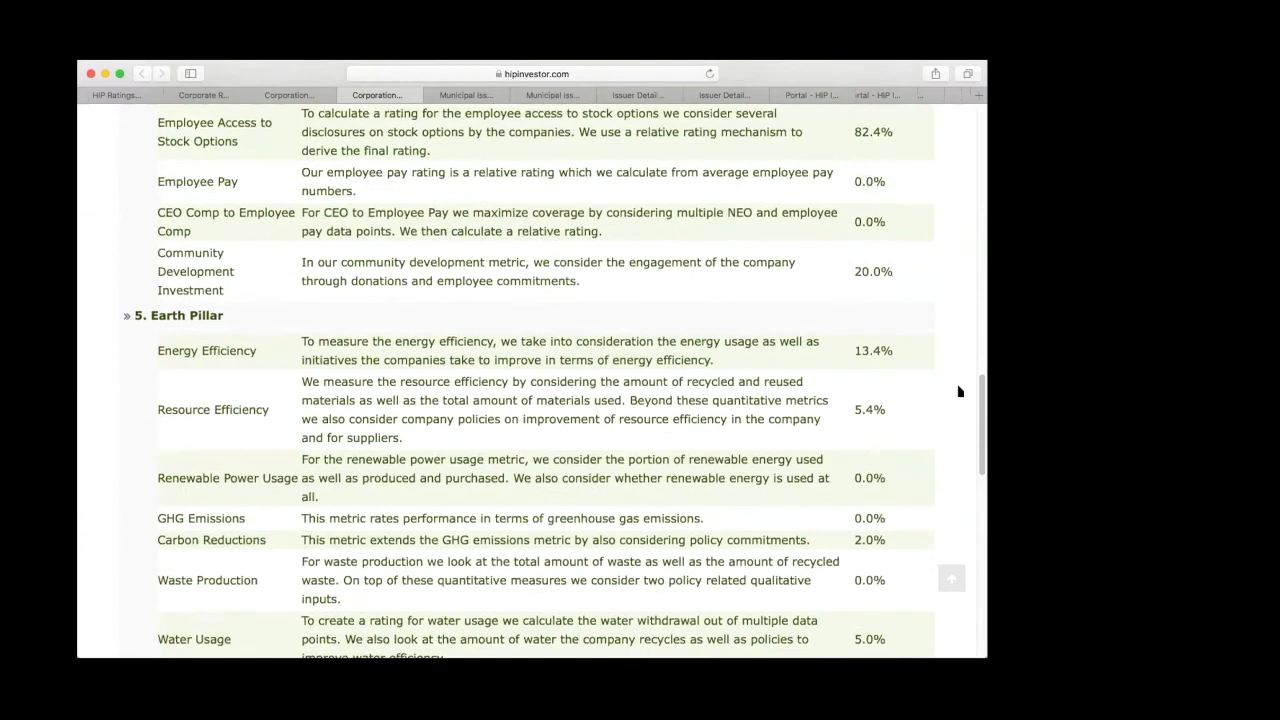 hipinvestor.com
HIP Ratings...
Corporate R...
Corporation...
Corporation...
Municipal Iss...
Municipal Iss...
Issuer Detail...
Issuer Detail...
Portal - HIP I...
rtal - HIP I...
...
Employee Access to
Stock Options
To calculate a rating for the employee access to stock options we consider several
disclosures on stock options by the companies. We use a relative rating mechanism to
derive the final rating.
82.4%
Employee Pay
Our employee pay rating is a relative rating which we calculate from average employee pay
numbers.
0.0%
CEO Comp to Employee
Comp
For CEO to Employee Pay we maximize coverage by considering multiple NEO and employee
pay data points. We then calculate a relative rating.
0.0%
Community
Development
Investment
In our community development metric, we consider the engagement of the company
through donations and employee commitments.
20.0%
» 5. Earth Pillar
Energy Efficiency
To measure the energy efficiency, we take into consideration the energy usage as well as
initiatives the companies take to improve in terms of energy efficiency.
13.4%
Resource Efficiency
We measure the resource efficiency by considering the amount of recycled and reused
materials as well as the total amount of materials used. Beyond these quantitative metrics
we also consider company policies on improvement of resource efficiency in the company
and for suppliers.
5.4%
Renewable Power Usage
For the renewable power usage metric, we consider the portion of renewable energy used
as well as produced and purchased. We also consider whether renewable energy is used at
all.
0.0%
GHG Emissions
This metric rates performance in terms of greenhouse gas emissions.
0.0%
Carbon Reductions
This metric extends the GHG emissions metric by also considering policy commitments.
2.0%
Waste Production
For waste production we look at the total amount of waste as well as the amount of recycled
waste. On top of these quantitative measures we consider two policy related qualitative
inputs.
0.0%
Water Usage
To create a rating for water usage we calculate the water withdrawal out of multiple data
points. We also look at the amount of water the company recycles as well as policies to
improve water efficiency.
5.0%